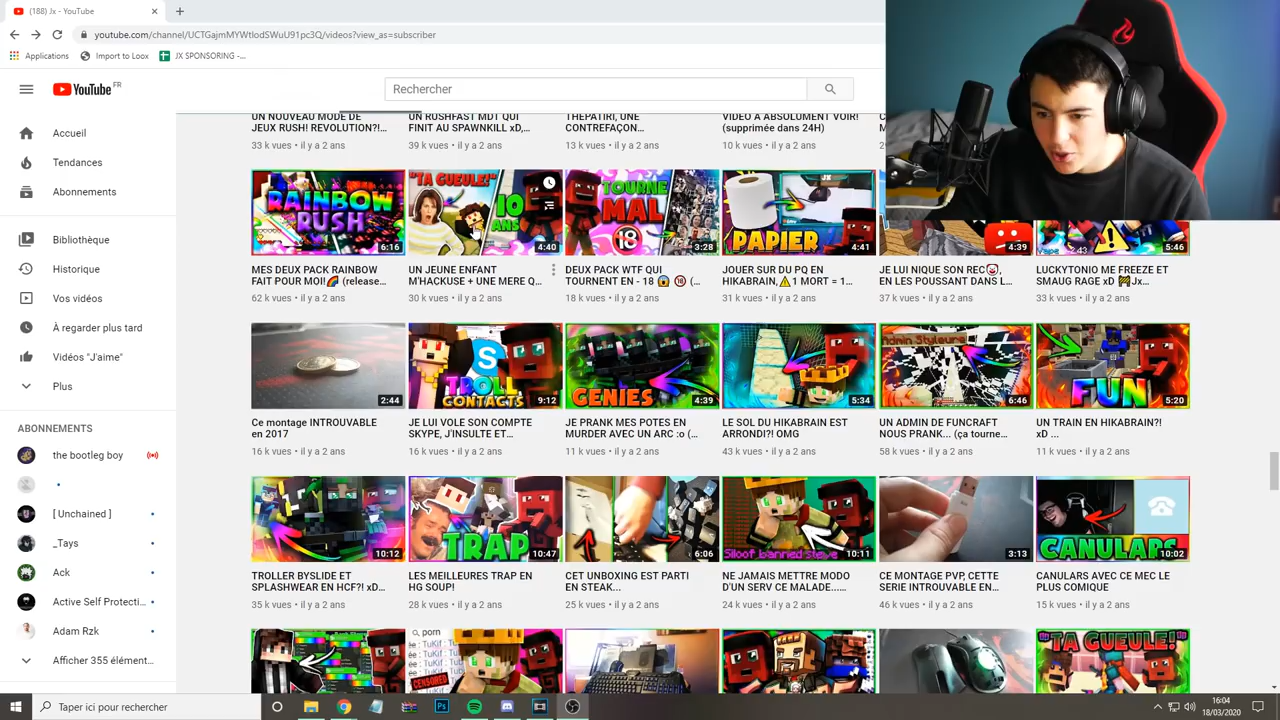 (188) Jx - YouTube
youtube.com/channel/UCTGajmMYWtIodSWuU91pc3Q/videos?view_as=subscriber
Applications
Import to Loox
JX SPONSORING -...
YouTube FR
Rechercher
Accueil
Tendances
Abonnements
Bibliothèque
Historique
Vos vidéos
À regarder plus tard
Vidéos "J'aime"
Plus
ABONNEMENTS
the bootleg boy
[ Unchained ]
_Tays
Ack
Active Self Protecti...
Adam Rzk
Afficher 355 élément...
UN NOUVEAU MODE DE
JEUX RUSH! REVOLUTION?!...
33 k vues • il y a 2 ans
UN RUSHFAST MDT QUI
FINIT AU SPAWNKILL xD,...
39 k vues • il y a 2 ans
THEPATIRI, UNE
CONTREFAÇON...
13 k vues • il y a 2 ans
VIDEO A ABSOLUMENT VOIR!
(supprimée dans 24H)
10 k vues • il y a 2 ans
RAINBOW
RUSH
6:16
MES DEUX PACK RAINBOW
FAIT POUR MOI!🌈 (release...
62 k vues • il y a 2 ans
"TA GUEULE!"
10
ANS
4:40
UN JEUNE ENFANT
M'HACKUSE + UNE MERE Q...
30 k vues • il y a 2 ans
TOURNE
MAL
18
3:28
DEUX PACK WTF QUI
TOURNENT EN - 18 😱 🔞 (...
18 k vues • il y a 2 ans
JX
PAPIER
4:41
JOUER SUR DU PQ EN
HIKABRAIN,⚠1 MORT = 1...
31 k vues • il y a 2 ans
4:39
JE LUI NIQUE SON REC🐷,
EN LES POUSSANT DANS L...
37 k vues • il y a 2 ans
Vape 2:43
5:46
LUCKYTONIO ME FREEZE ET
SMAUG RAGE xD 🚧Jx...
33 k vues • il y a 2 ans
2:44
Ce montage INTROUVABLE
en 2017
16 k vues • il y a 2 ans
TROLL
CONTACTS
9:12
JE LUI VOLE SON COMPTE
SKYPE, J'INSULTE ET...
16 k vues • il y a 2 ans
GENIES
4:39
JE PRANK MES POTES EN
MURDER AVEC UN ARC :o (...
11 k vues • il y a 2 ans
5:34
LE SOL DU HIKABRAIN EST
ARRONDI?! OMG
43 k vues • il y a 2 ans
Admin Styleure
6:46
UN ADMIN DE FUNCRAFT
NOUS PRANK... (ça tourne...
58 k vues • il y a 2 ans
FUN
5:20
UN TRAIN EN HIKABRAIN?!
xD ...
11 k vues • il y a 2 ans
10:12
TROLLER BYSLIDE ET
SPLASHWEAR EN HCF?! xD...
35 k vues • il y a 2 ans
TRAP
10:47
LES MEILLEURES TRAP EN
HG SOUP!
28 k vues • il y a 2 ans
6:06
CET UNBOXING EST PARTI
EN STEAK...
25 k vues • il y a 2 ans
Silloof banned steve
10:11
NE JAMAIS METTRE MODO
D'UN SERV CE MALADE......
24 k vues • il y a 2 ans
3:13
CE MONTAGE PVP, CETTE
SERIE INTROUVABLE EN...
46 k vues • il y a 2 ans
CANULARS
10:02
CANULARS AVEC CE MEC LE
PLUS COMIQUE
15 k vues • il y a 2 ans
porn
TuKif :
CENSORED
TA GUEULE!
Taper ici pour rechercher
16:04
18/03/2020